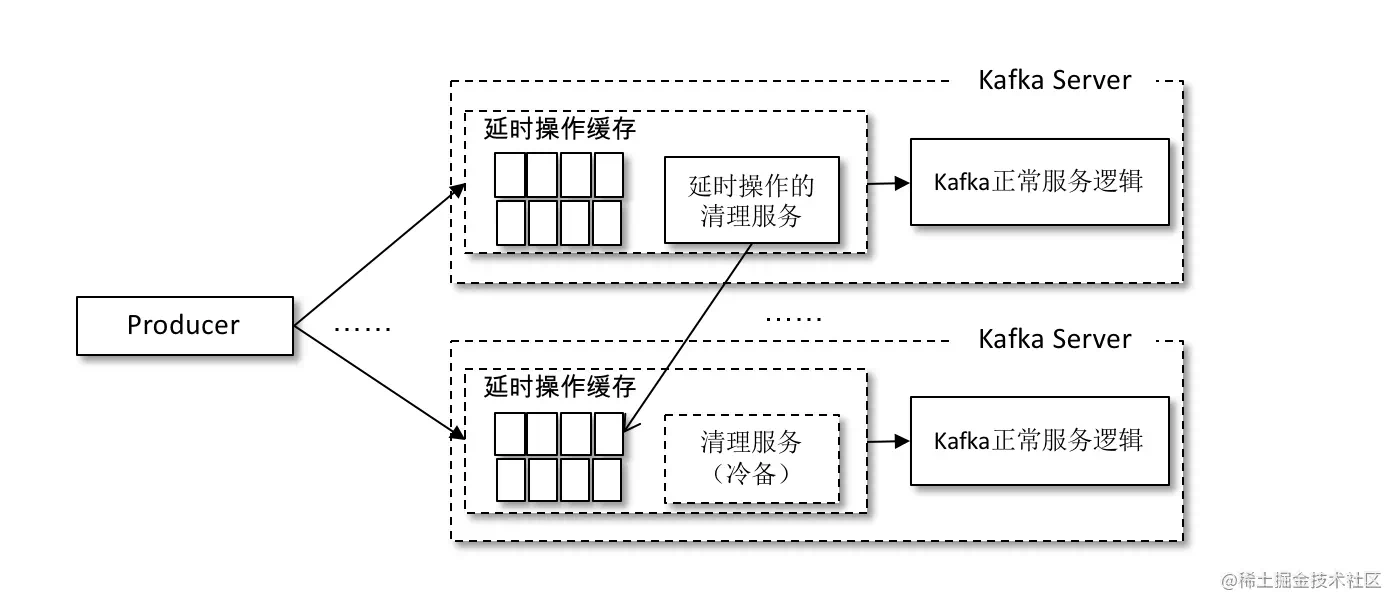 Kafka Server
延时操作缓存
延时操作的
清理服务
Kafka正常服务逻辑
Producer
……
……
Kafka Server
延时操作缓存
清理服务
（冷备）
Kafka正常服务逻辑
@稀土掘金技术社区